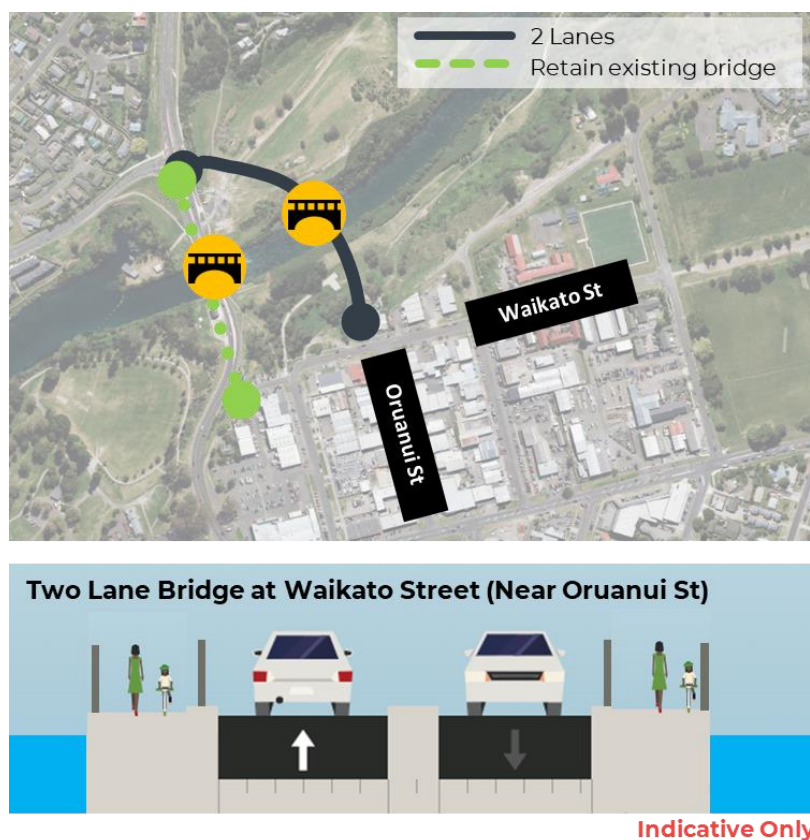 2 Lanes
Retain existing bridge
Waikato St
Oruanui St
Two Lane Bridge at Waikato Street (Near Oruanui St)
Indicative Only